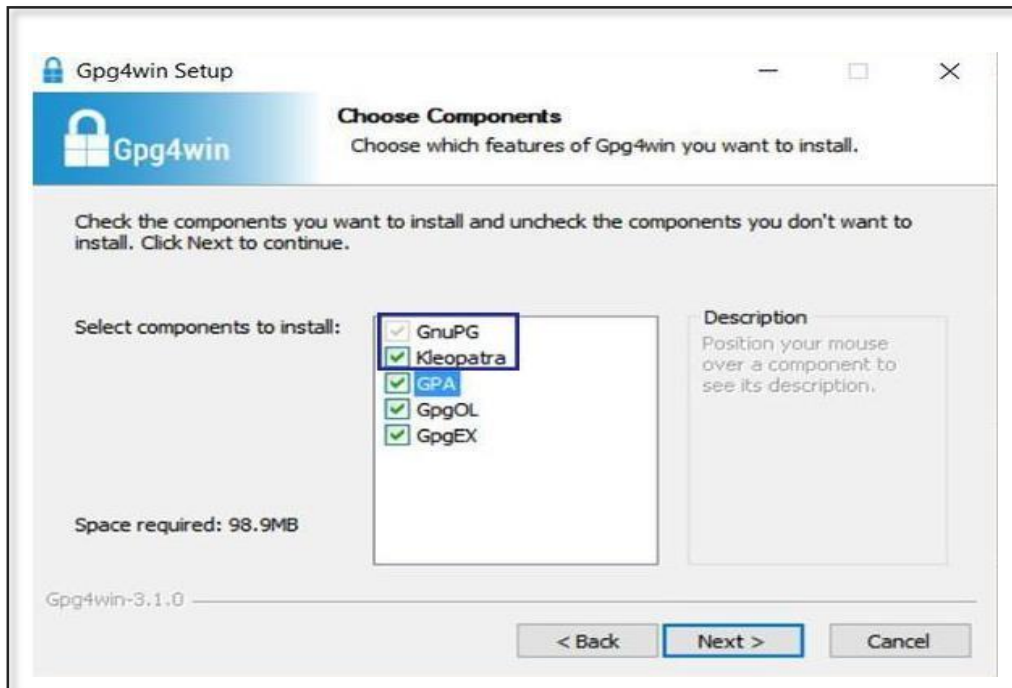 Gpg4win Setup
Gpg4win
Choose Components
Choose which features of Gpg4win you want to install.
Check the components you want to install and uncheck the components you don't want to
install. Click Next to continue.
Select components to install:
GnuPG
Kleopatra
GPA
GpgOL
GpgEX
Description
Position your mouse
over a component to
see its description.
Space required: 98.9MB
Gpg4win-3.1.0
< Back
Next >
Cancel